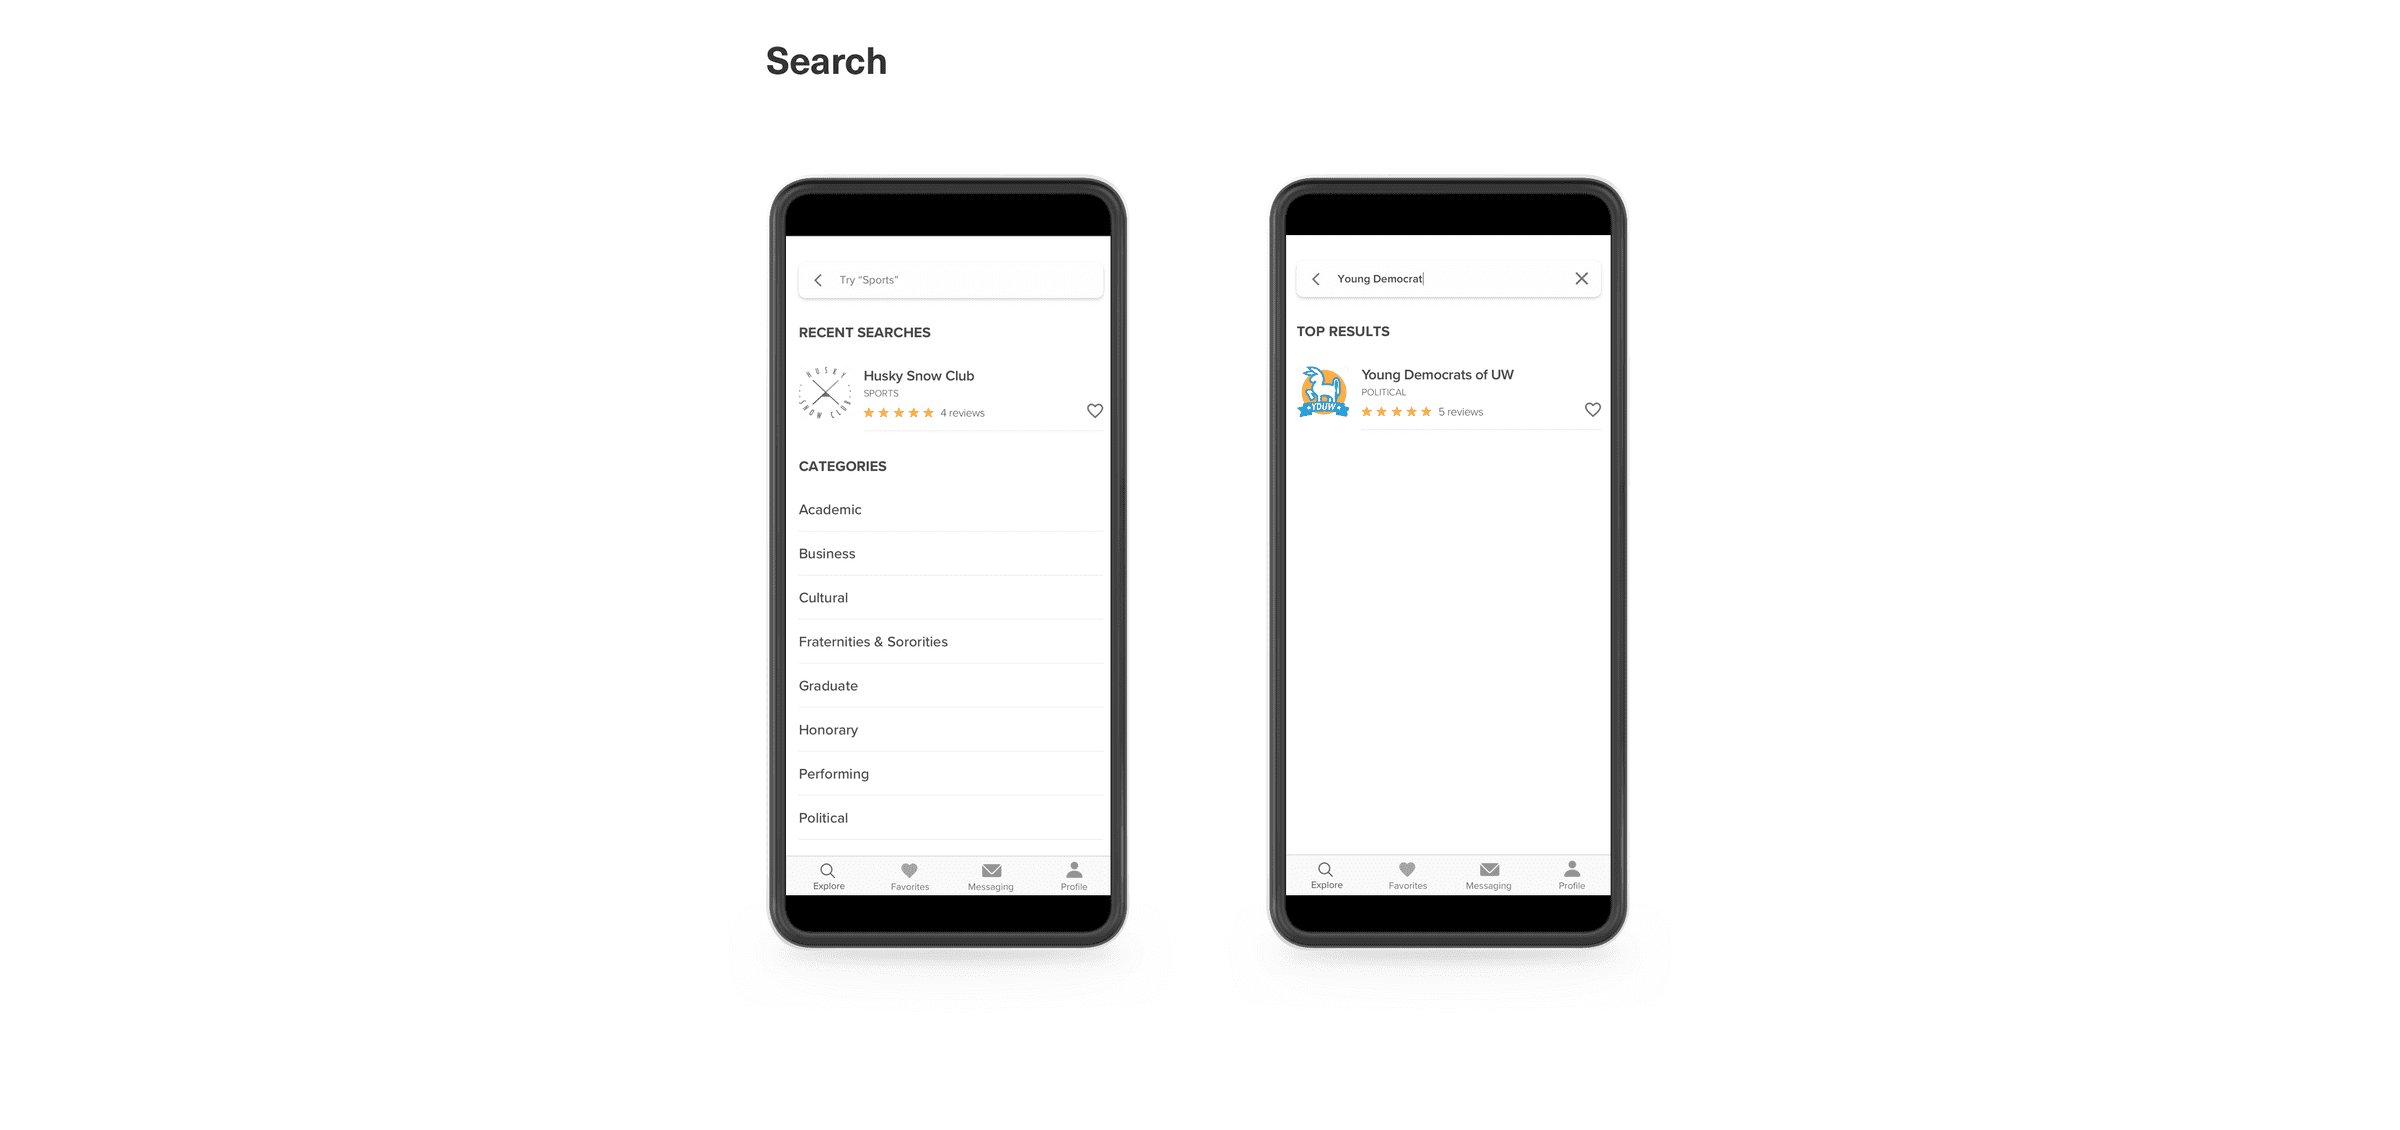 Search
Try “Sports”
RECENT SEARCHES
HUSKY
SNOW CLUB
Husky Snow Club
SPORTS
4 reviews
CATEGORIES
Academic
Business
Cultural
Fraternities & Sororities
Graduate
Honorary
Performing
Political
Explore Favorites Messaging Profile
Young Democrat
TOP RESULTS
YDUW
Young Democrats of UW
POLITICAL
5 reviews
Explore Favorites Messaging Profile